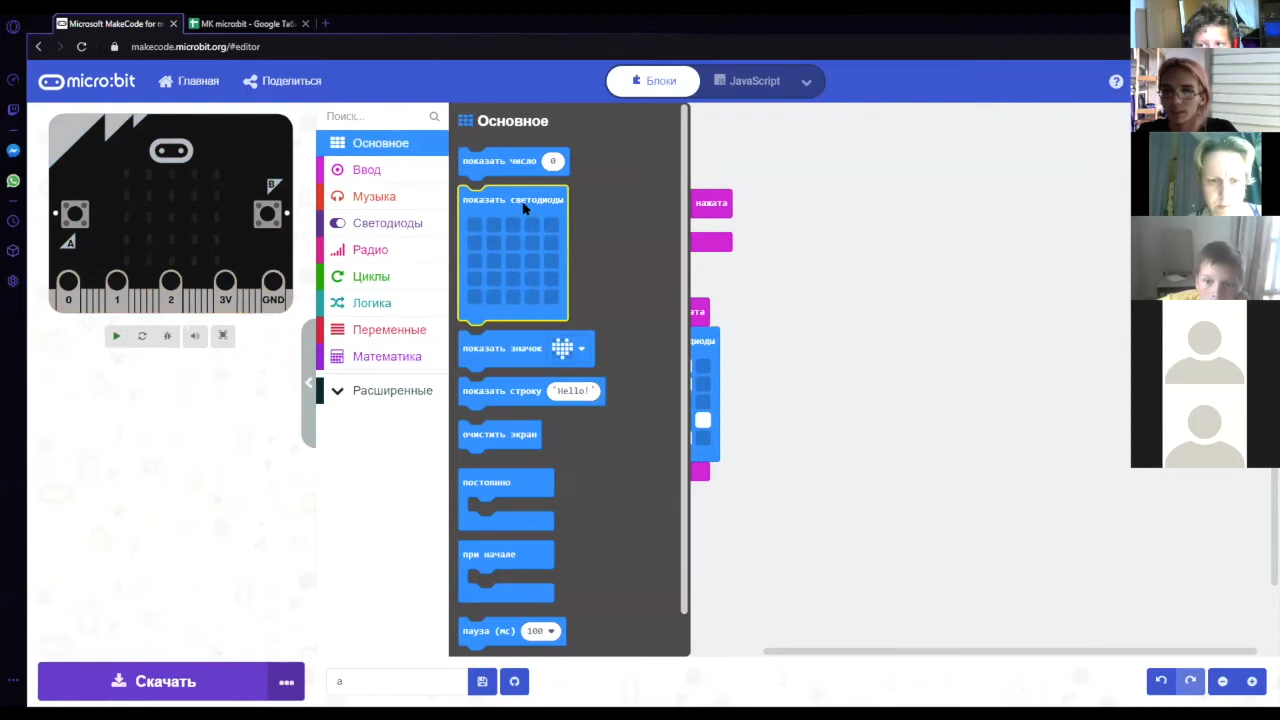 Microsoft MakeCode for m
MK micro:bit - Google Таб
makecode.microbit.org/#editor
micro:bit
Главная
Поделиться
Блоки
JavaScript
?
Поиск...
Основное
Ввод
Музыка
Светодиоды
Радио
Циклы
Логика
Переменные
Математика
Расширенные
B
A
0
1
2
3V
GND
Основное
показать число 0
показать светодиоды
показать значок
показать строку "Hello!"
очистить экран
постоянно
при начале
пауза (мс) 100
нажата
ата
диоды
Скачать
...
a